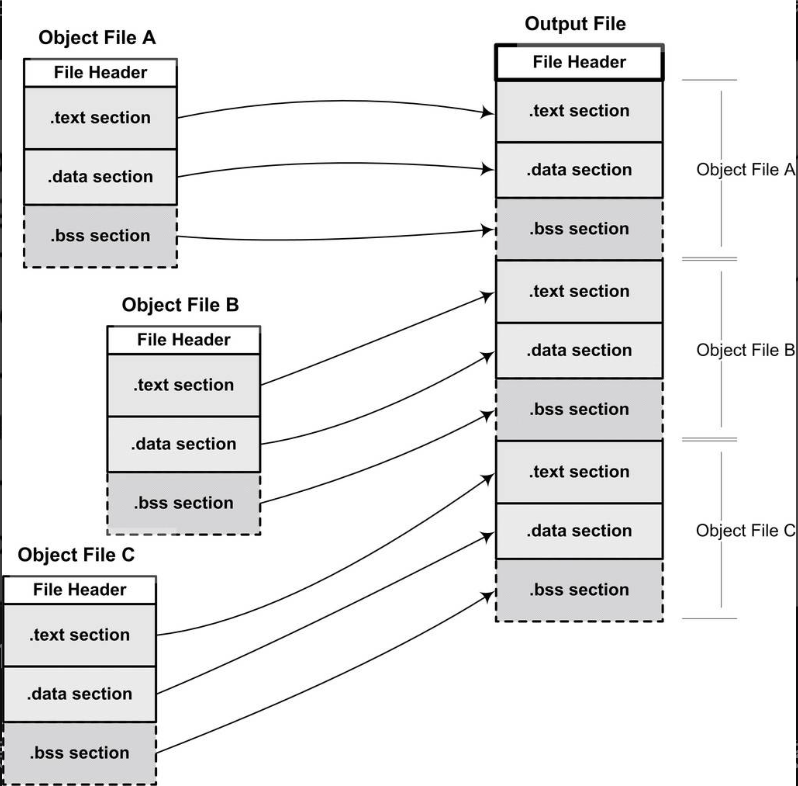 Object File A
File Header
.text section
.data section
.bss section
Object File B
File Header
.text section
.data section
.bss section
Object File C
File Header
.text section
.data section
.bss section
Output File
File Header
.text section
.data section
.bss section
.text section
.data section
.bss section
.text section
.data section
.bss section
Object File A
Object File B
Object File C